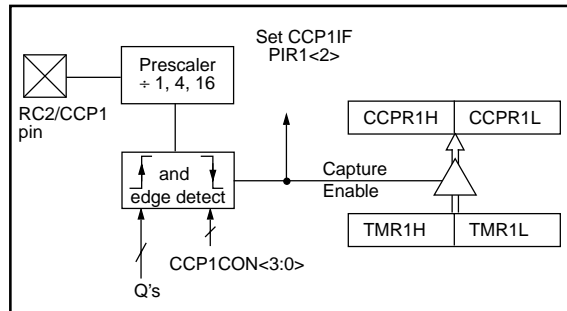 Set CCP1IF
PIR1<2>
Prescaler
÷ 1, 4, 16
RC2/CCP1
pin
CCPR1H CCPR1L
and
edge detect
Capture
Enable
TMR1H TMR1L
CCP1CON<3:0>
Q's